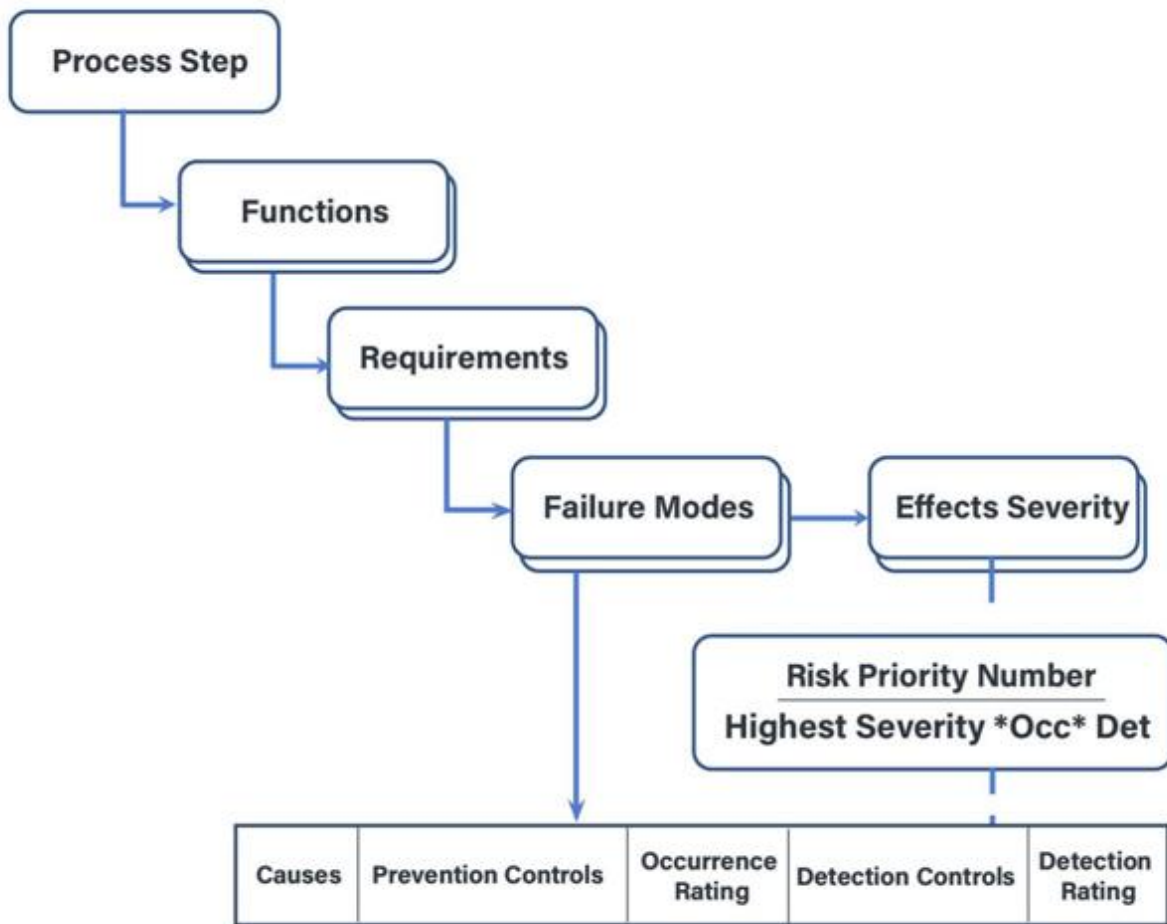 Process Step
Functions
Requirements
Failure Modes
Effects Severity
Risk Priority Number
Highest Severity *Occ* Det
Causes
Prevention Controls
Occurrence
Rating
Detection Controls
Detection
Rating